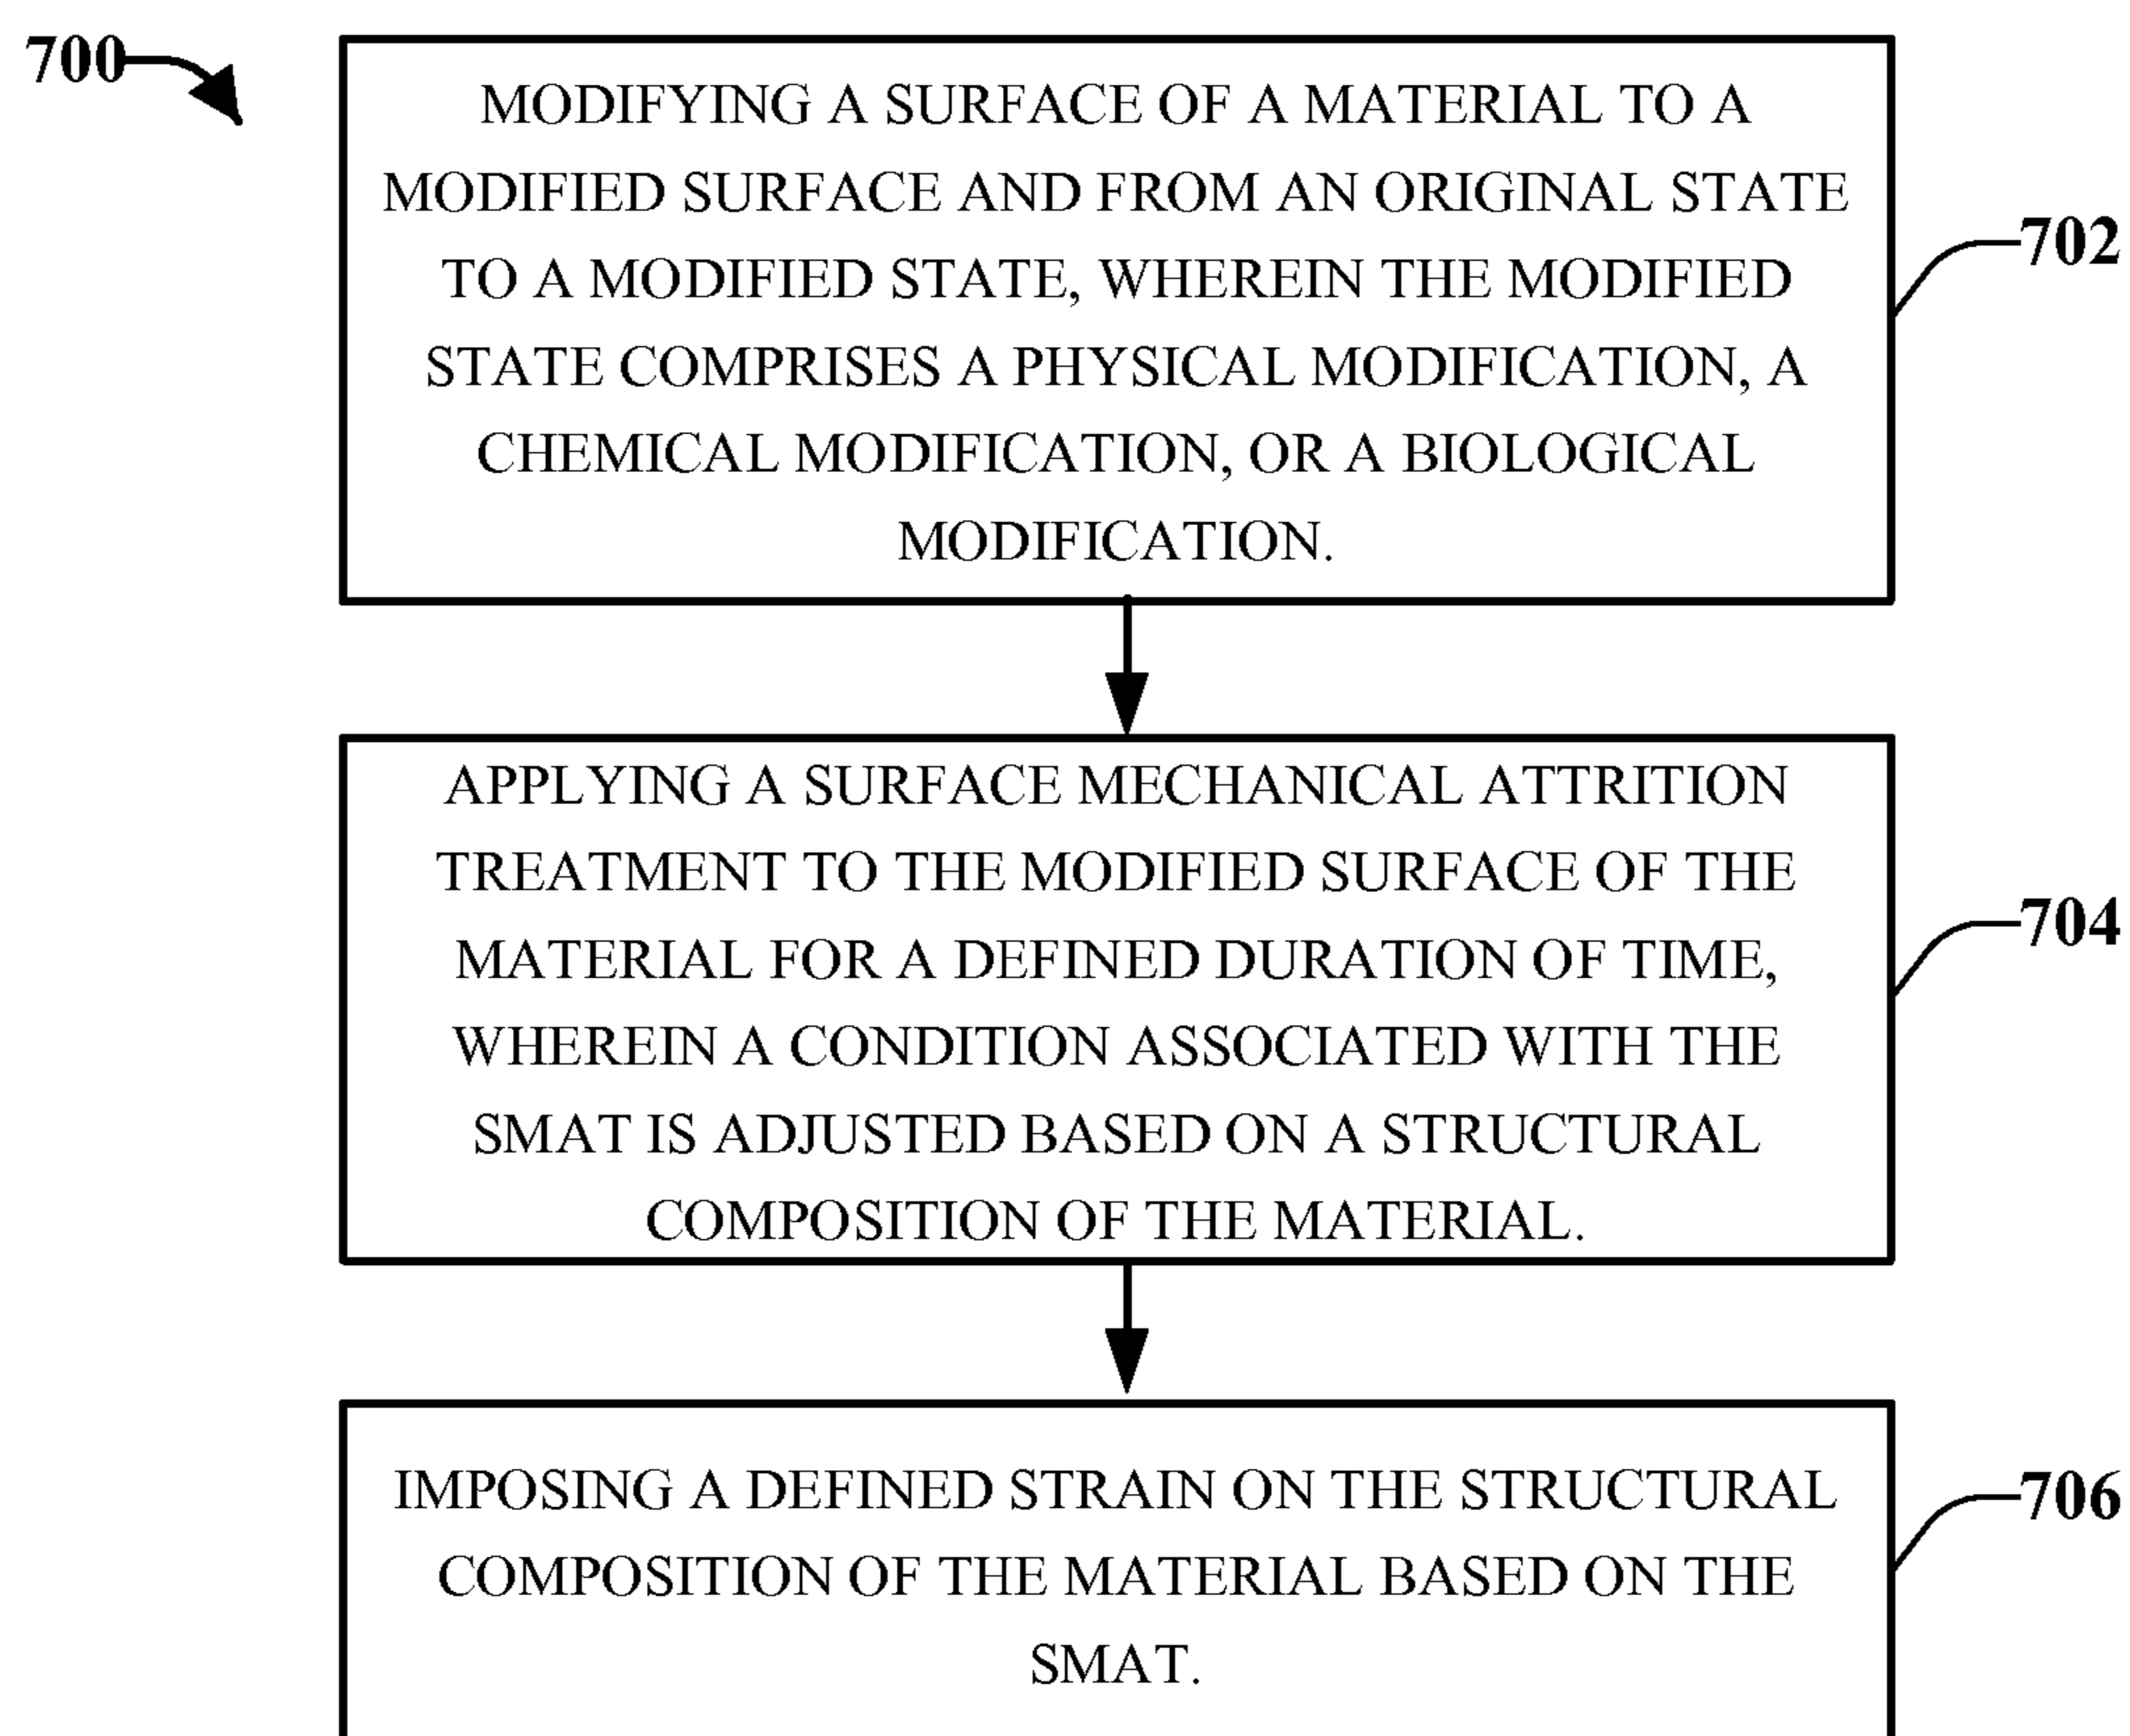 700
MODIFYING A SURFACE OF A MATERIAL TO A
MODIFIED SURFACE AND FROM AN ORIGINAL STATE
TO A MODIFIED STATE, WHEREIN THE MODIFIED
STATE COMPRISES A PHYSICAL MODIFICATION, A
CHEMICAL MODIFICATION, OR A BIOLOGICAL
MODIFICATION.
702
APPLYING A SURFACE MECHANICAL ATTRITION
TREATMENT TO THE MODIFIED SURFACE OF THE
MATERIAL FOR A DEFINED DURATION OF TIME,
WHEREIN A CONDITION ASSOCIATED WITH THE
SMAT IS ADJUSTED BASED ON A STRUCTURAL
COMPOSITION OF THE MATERIAL.
704
IMPOSING A DEFINED STRAIN ON THE STRUCTURAL
COMPOSITION OF THE MATERIAL BASED ON THE
SMAT.
706